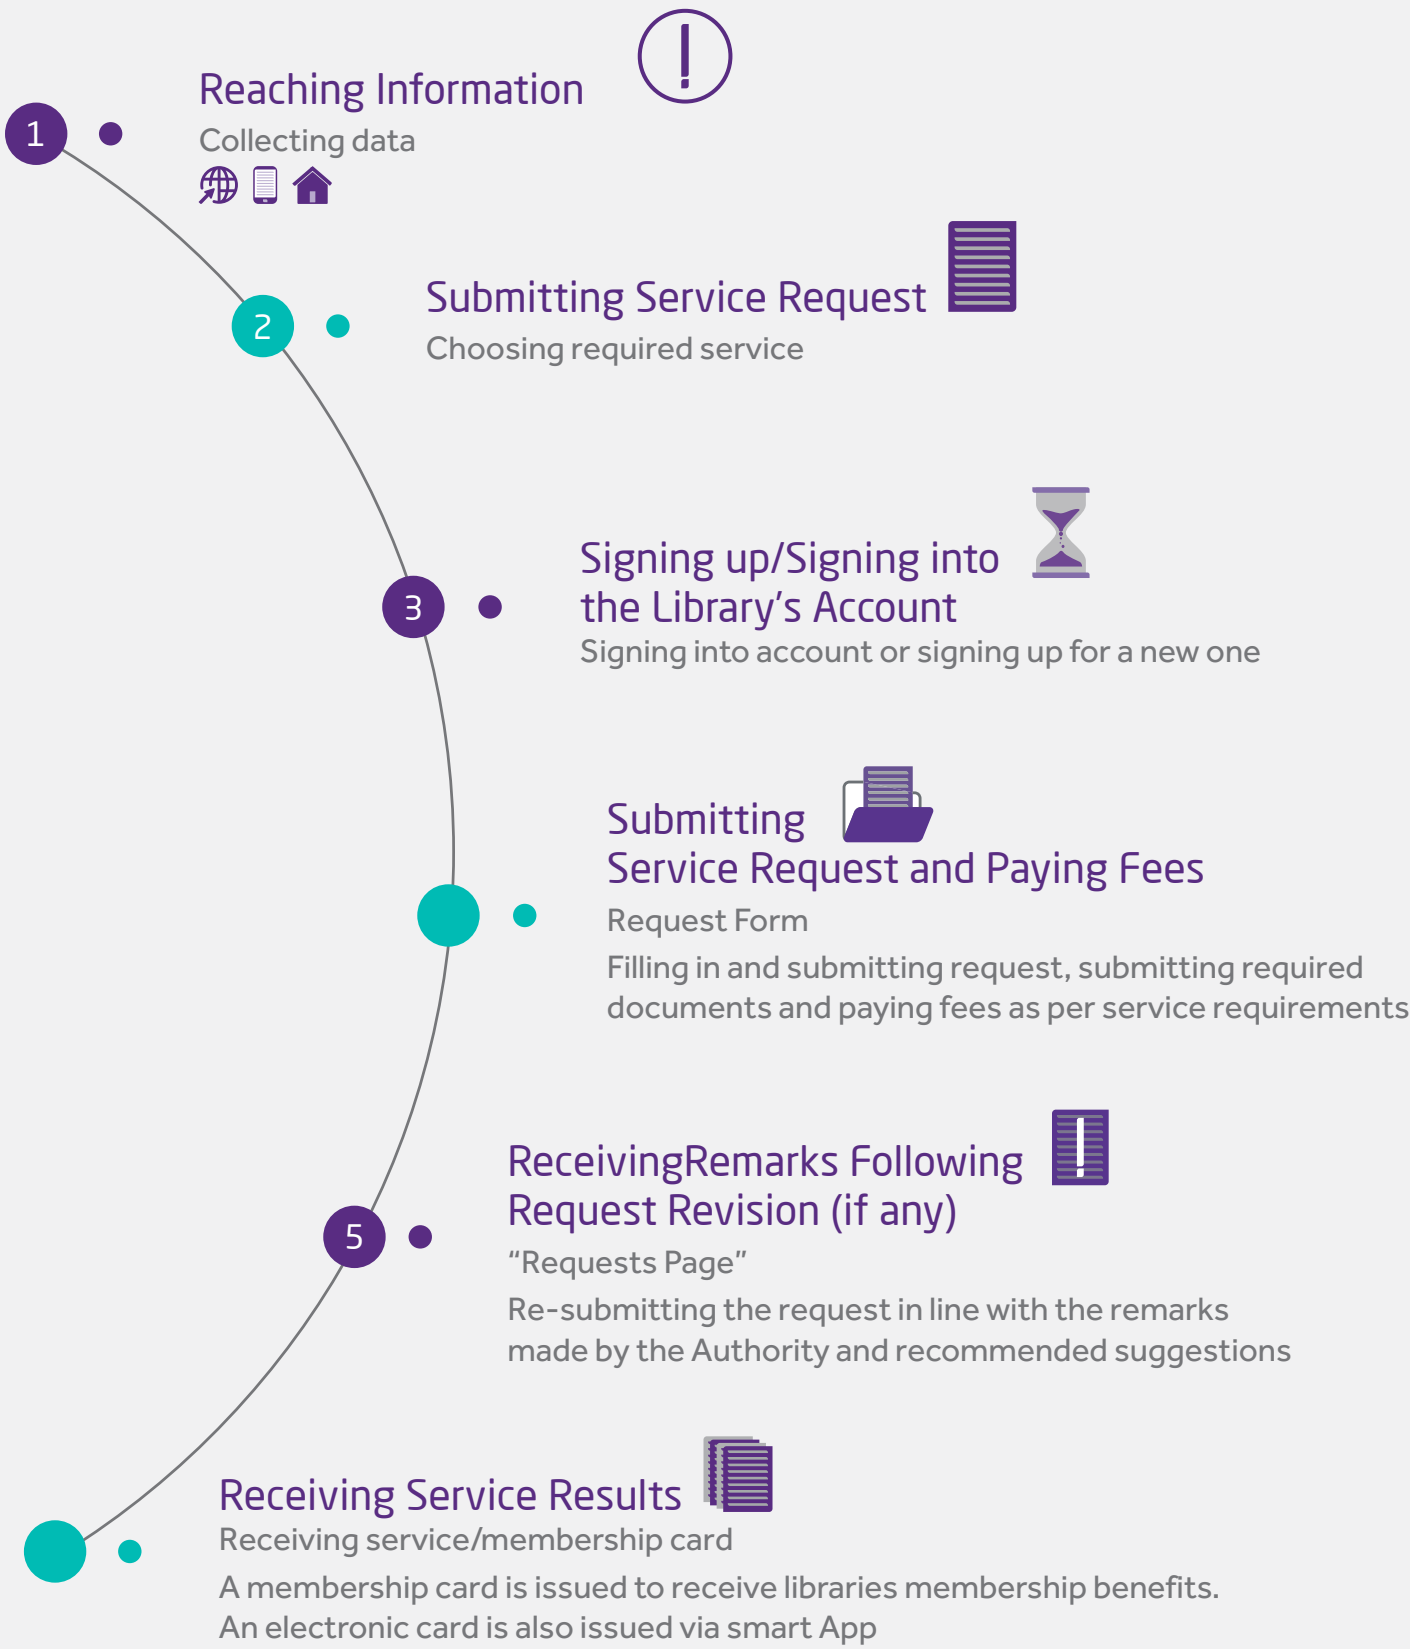 1
Reaching Information
Collecting data
2
Submitting Service Request
Choosing required service
3
Signing up/Signing into
the Library's Account
Signing into account or signing up for a new one
Submitting
Service Request and Paying Fees
Request Form
Filling in and submitting request, submitting required
documents and paying fees as per service requirements
5
ReceivingRemarks Following
Request Revision (if any)
“Requests Page”
Re-submitting the request in line with the remarks
made by the Authority and recommended suggestions
Receiving Service Results
Receiving service/membership card
A membership card is issued to receive libraries membership benefits.
An electronic card is also issued via smart App